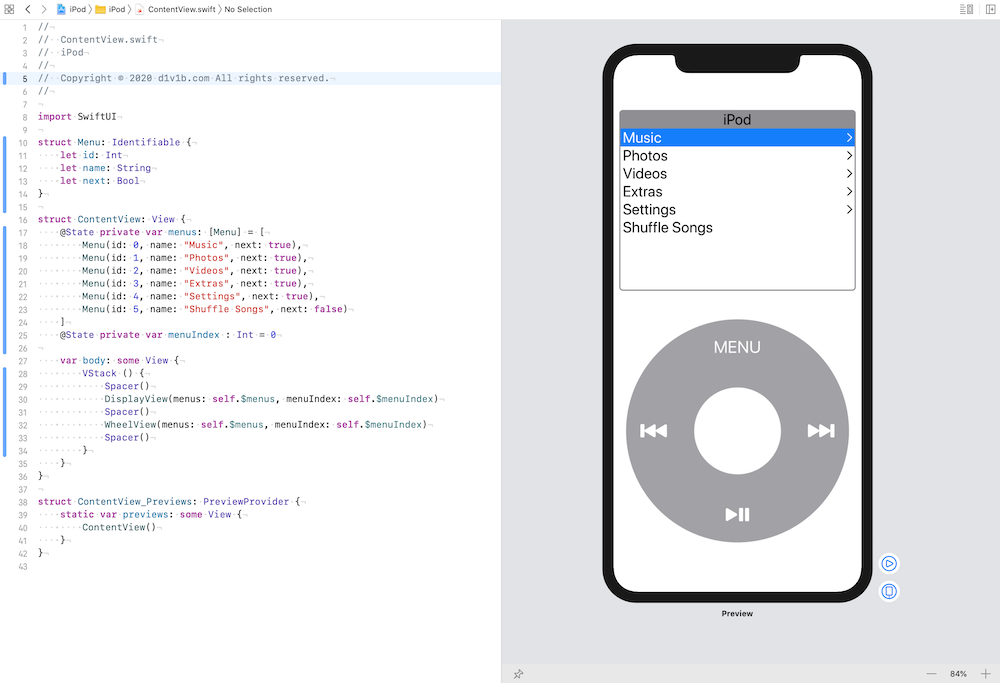 iPod iPod ContentView.swift No Selection
1 //
2 // ContentView.swift
3 // iPod
4 //
5 // Copyright © 2020 d1v1b.com All rights reserved.
6 //
7
8 import SwiftUI
9
10 struct Menu: Identifiable {
11 let id: Int
12 let name: String
13 let next: Bool
14 }
15
16 struct ContentView: View {
17 @State private var menus: [Menu] = [
18 Menu(id: 0, name: "Music", next: true),
19 Menu(id: 1, name: "Photos", next: true),
20 Menu(id: 2, name: "Videos", next: true),
21 Menu(id: 3, name: "Extras", next: true),
22 Menu(id: 4, name: "Settings", next: true),
23 Menu(id: 5, name: "Shuffle Songs", next: false)
24 ]
25 @State private var menuIndex : Int = 0
26
27 var body: some View {
28 VStack () {
29 Spacer()
30 DisplayView(menus: self.$menus, menuIndex: self.$menuIndex)
31 Spacer()
32 WheelView(menus: self.$menus, menuIndex: self.$menuIndex)
33 Spacer()
34 }
35 }
36 }
37
38 struct ContentView_Previews: PreviewProvider {
39 static var previews: some View {
40 ContentView()
41 }
42 }
43
iPod
Music
Photos
Videos
Extras
Settings
Shuffle Songs
MENU
Preview
84%